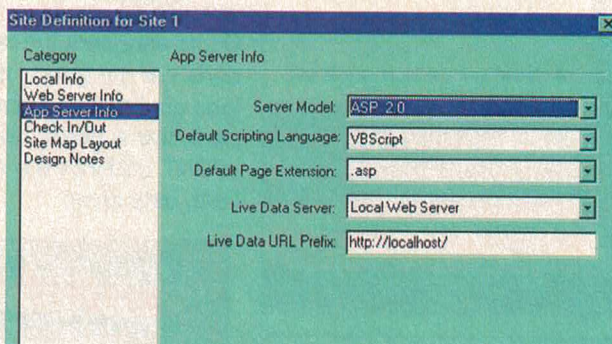 Site Definition for Site 1
Category
Local Info
Web Server Info
App Server Info
Check In/Out
Site Map Layout
Design Notes
App Server Info
Server Model: ASP 2.0
Default Scripting Language: VBScript
Default Page Extension: .asp
Live Data Server: Local Web Server
Live Data URL Prefix: http://localhost/